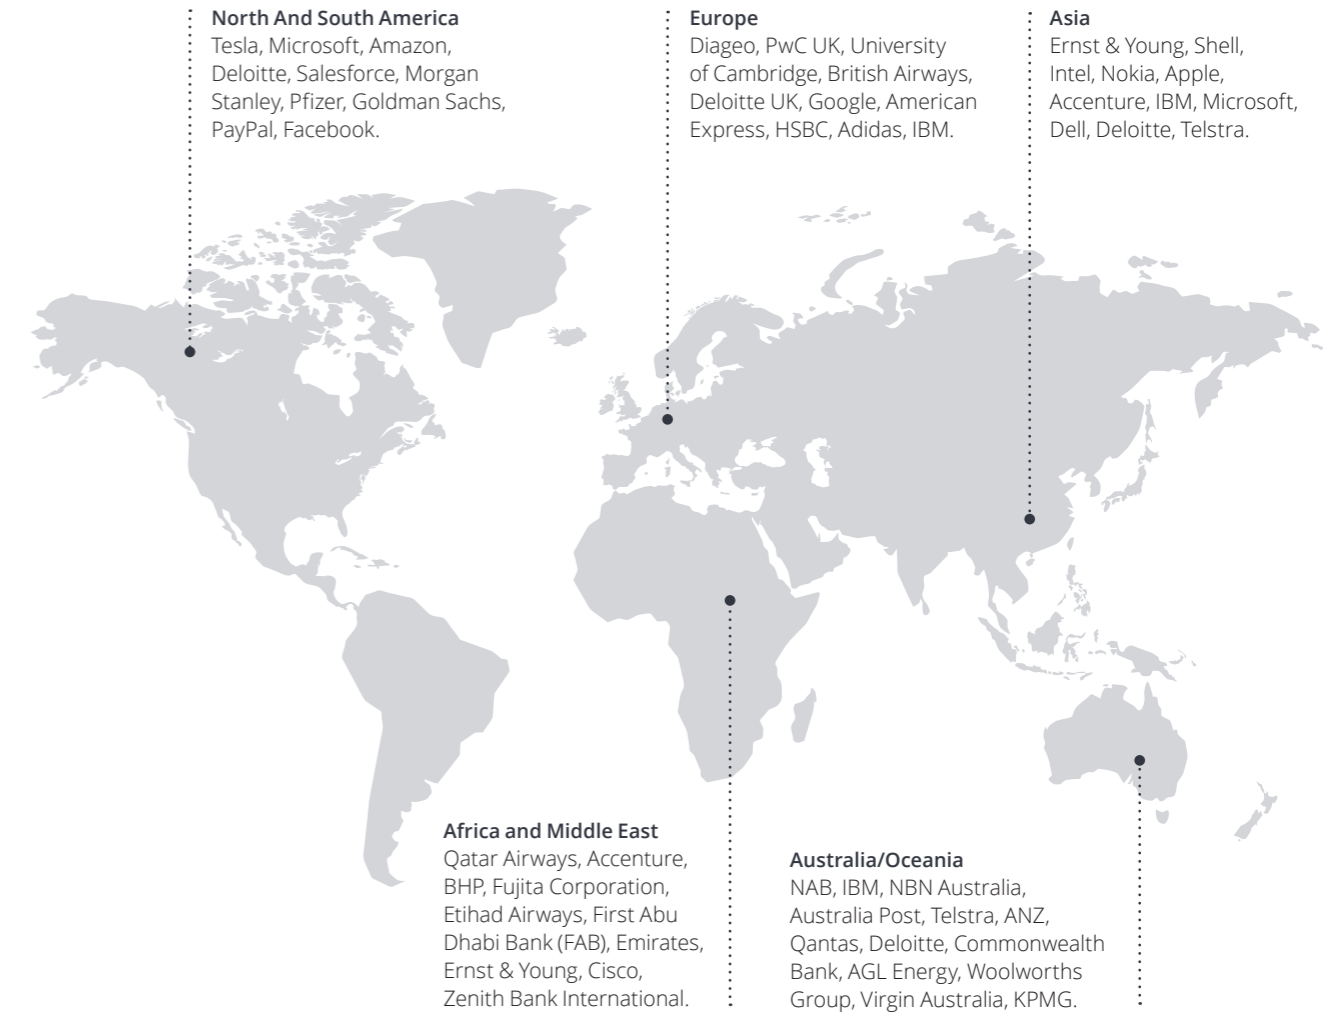 North And South America
Tesla, Microsoft, Amazon,
Deloitte, Salesforce, Morgan
Stanley, Pfizer, Goldman Sachs,
PayPal, Facebook.
Europe
Diageo, PwC UK, University
of Cambridge, British Airways,
Deloitte UK, Google, American
Express, HSBC, Adidas, IBM.
Asia
Ernst & Young, Shell,
Intel, Nokia, Apple,
Accenture, IBM, Microsoft,
Dell, Deloitte, Telstra.
Africa and Middle East
Qatar Airways, Accenture,
BHP, Fujita Corporation,
Etihad Airways, First Abu
Dhabi Bank (FAB), Emirates,
Ernst & Young, Cisco,
Zenith Bank International.
Australia/Oceania
NAB, IBM, NBN Australia,
Australia Post, Telstra, ANZ,
Qantas, Deloitte, Commonwealth
Bank, AGL Energy, Woolworths
Group, Virgin Australia, KPMG.